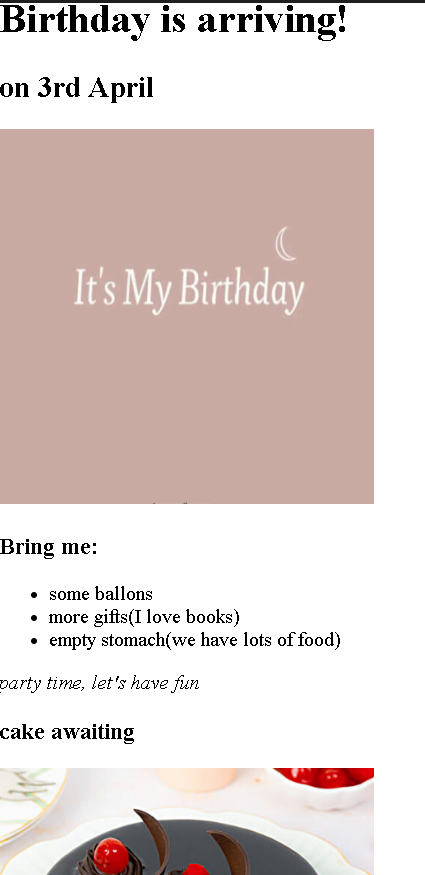 Birthday is arriving!
on 3rd April
It's My Birthday
Bring me:
some ballons
more gifts(I love books)
empty stomach(we have lots of food)
party time, let's have fun
cake awaiting